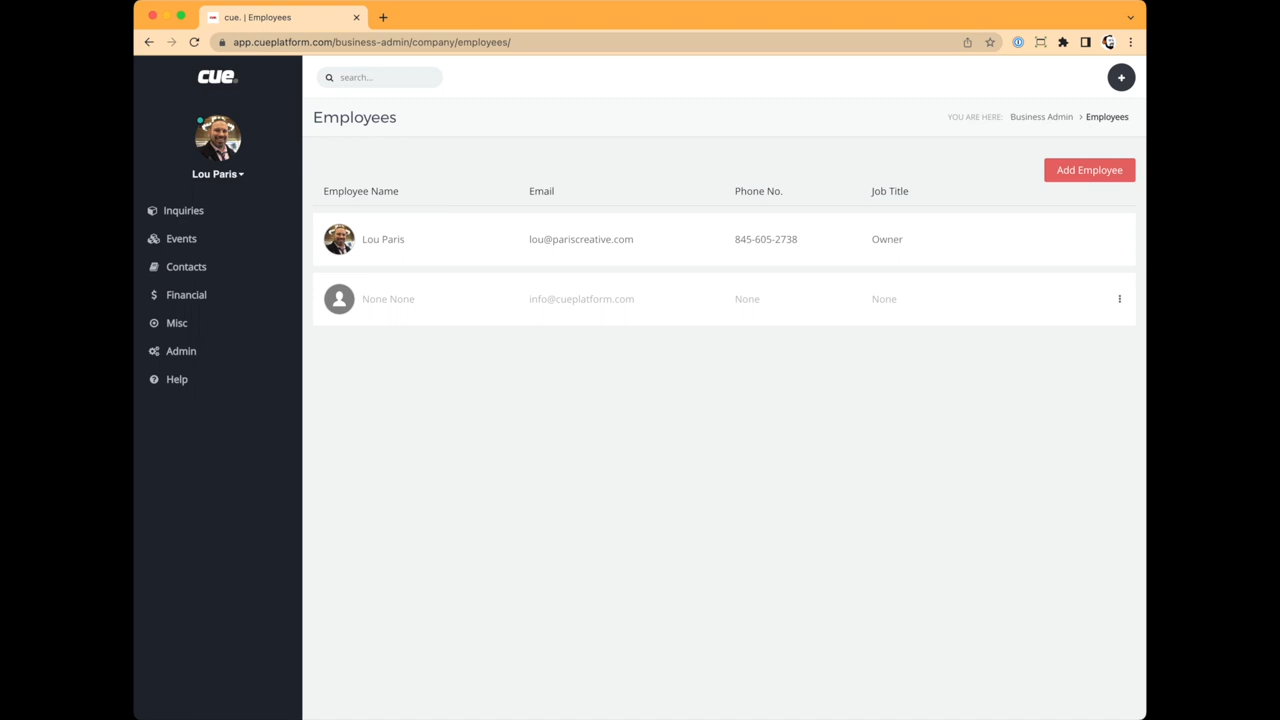 cue. | Employees
app.cueplatform.com/business-admin/company/employees/
cue.
search...
Lou Paris
Inquiries
Events
Contacts
Financial
Misc
Admin
Help
Employees
YOU ARE HERE: Business Admin > Employees
Add Employee
Employee Name Email Phone No. Job Title
Lou Paris lou@pariscreative.com 845-605-2738 Owner
None None info@cueplatform.com None None